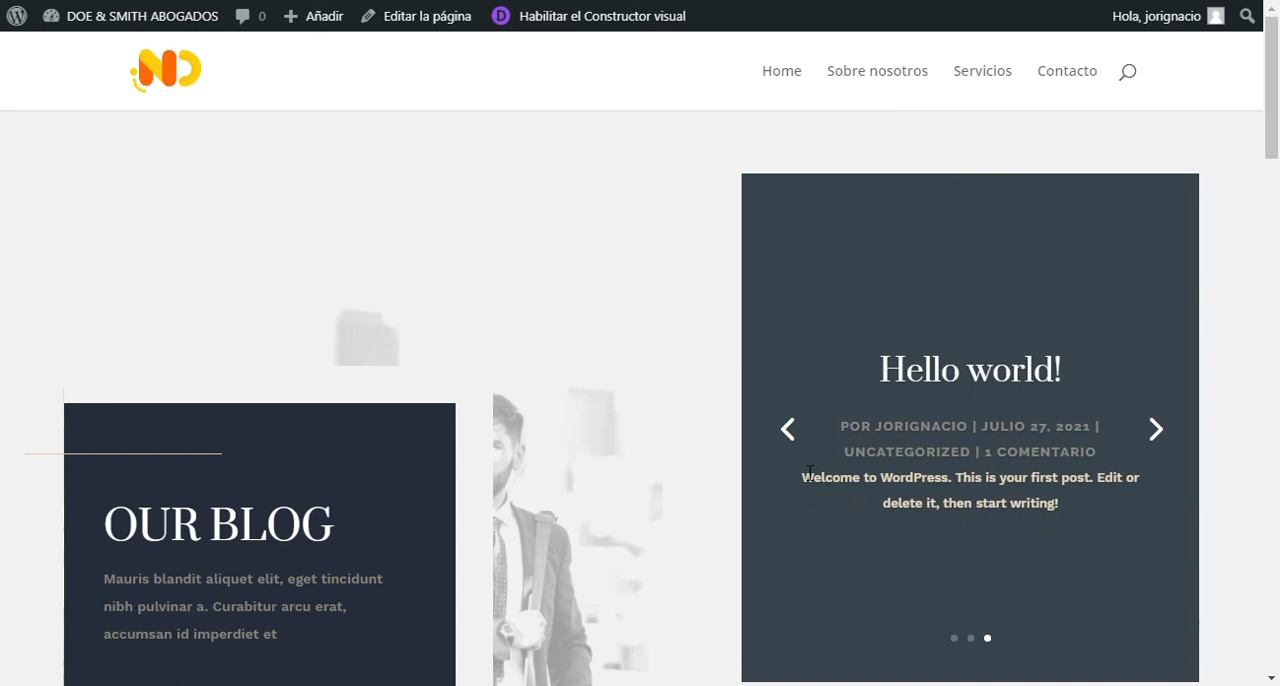 DOE & SMITH ABOGADOS 0 Añadir Editar la página D Habilitar el Constructor visual Hola, jorignacio
ND Home Sobre nosotros Servicios Contacto
Hello world!
POR JORIGNACIO | JULIO 27, 2021 |
UNCATEGORIZED | 1 COMENTARIO
Welcome to WordPress. This is your first post. Edit or
delete it, then start writing!
OUR BLOG
Mauris blandit aliquet elit, eget tincidunt
nibh pulvinar a. Curabitur arcu erat,
accumsan id imperdiet et